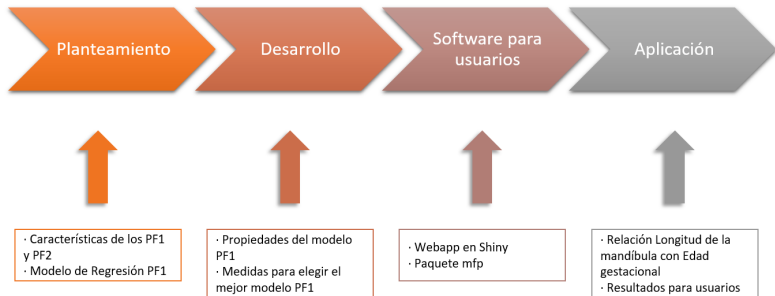 Planteamiento
Desarrollo
Software para
usuarios
Aplicación
· Características de los PF1
y PF2
· Modelo de Regresión PF1
· Propiedades del modelo
PF1
· Medidas para elegir el
mejor modelo PF1
· Webapp en Shiny
· Paquete mfp
· Relación Longitud de la
mandíbula con Edad
gestacional
· Resultados para usuarios